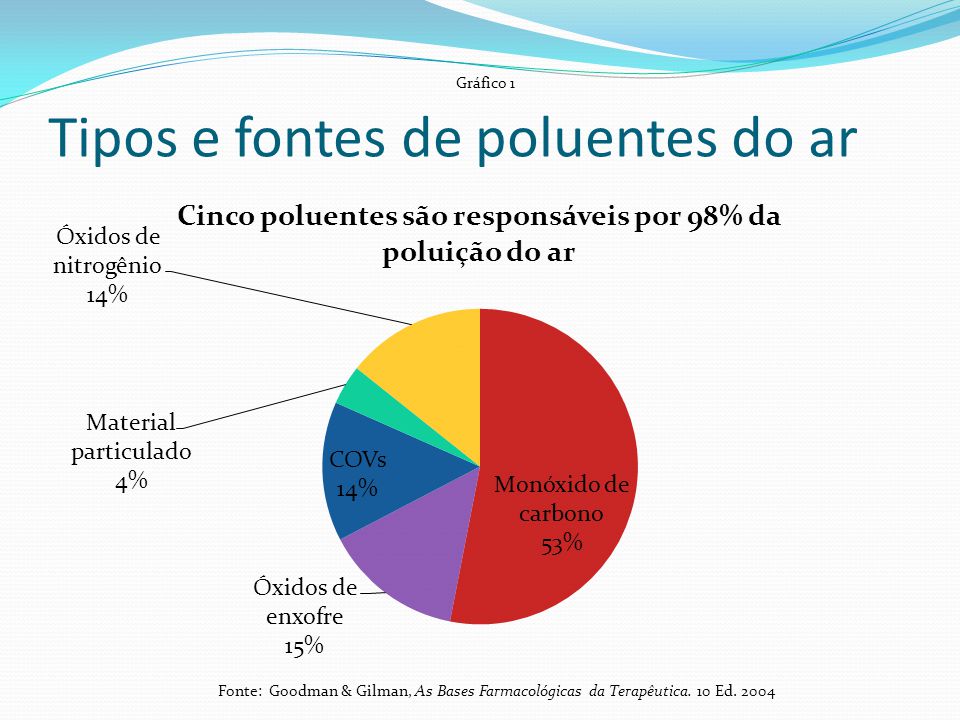 Gráfico 1
Tipos e fontes de poluentes do ar
Cinco poluentes são responsáveis por 98% da
poluição do ar
Óxidos de
nitrogênio
14%
Material
particulado
4%
COVs
14%
Monóxido de
carbono
53%
Óxidos de
enxofre
15%
Fonte: Goodman & Gilman, As Bases Farmacológicas da Terapêutica. 10 Ed. 2004